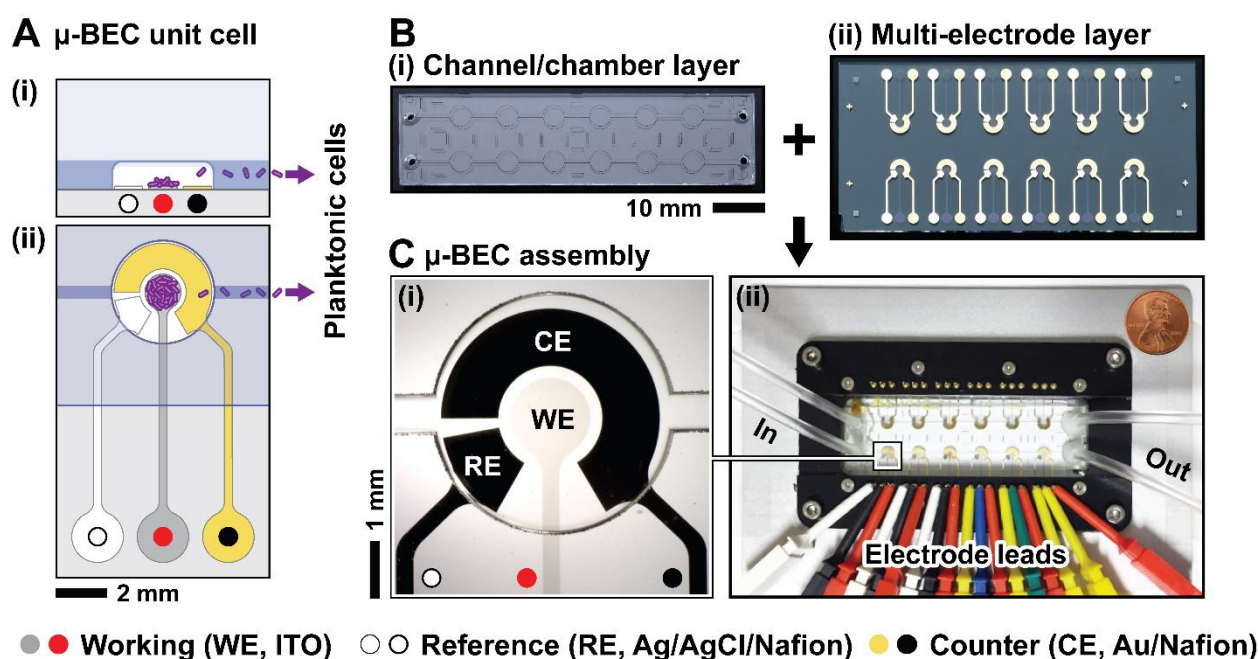 A μ-BEC unit cell
(i)
(ii)
2 mm
Planktonic cells
B
(i) Channel/chamber layer
10 mm
(ii) Multi-electrode layer
C μ-BEC assembly
(i)
CE
WE
RE
1 mm
(ii)
In
Out
Electrode leads
Working (WE, ITO) Reference (RE, Ag/AgCl/Nafion) Counter (CE, Au/Nafion)